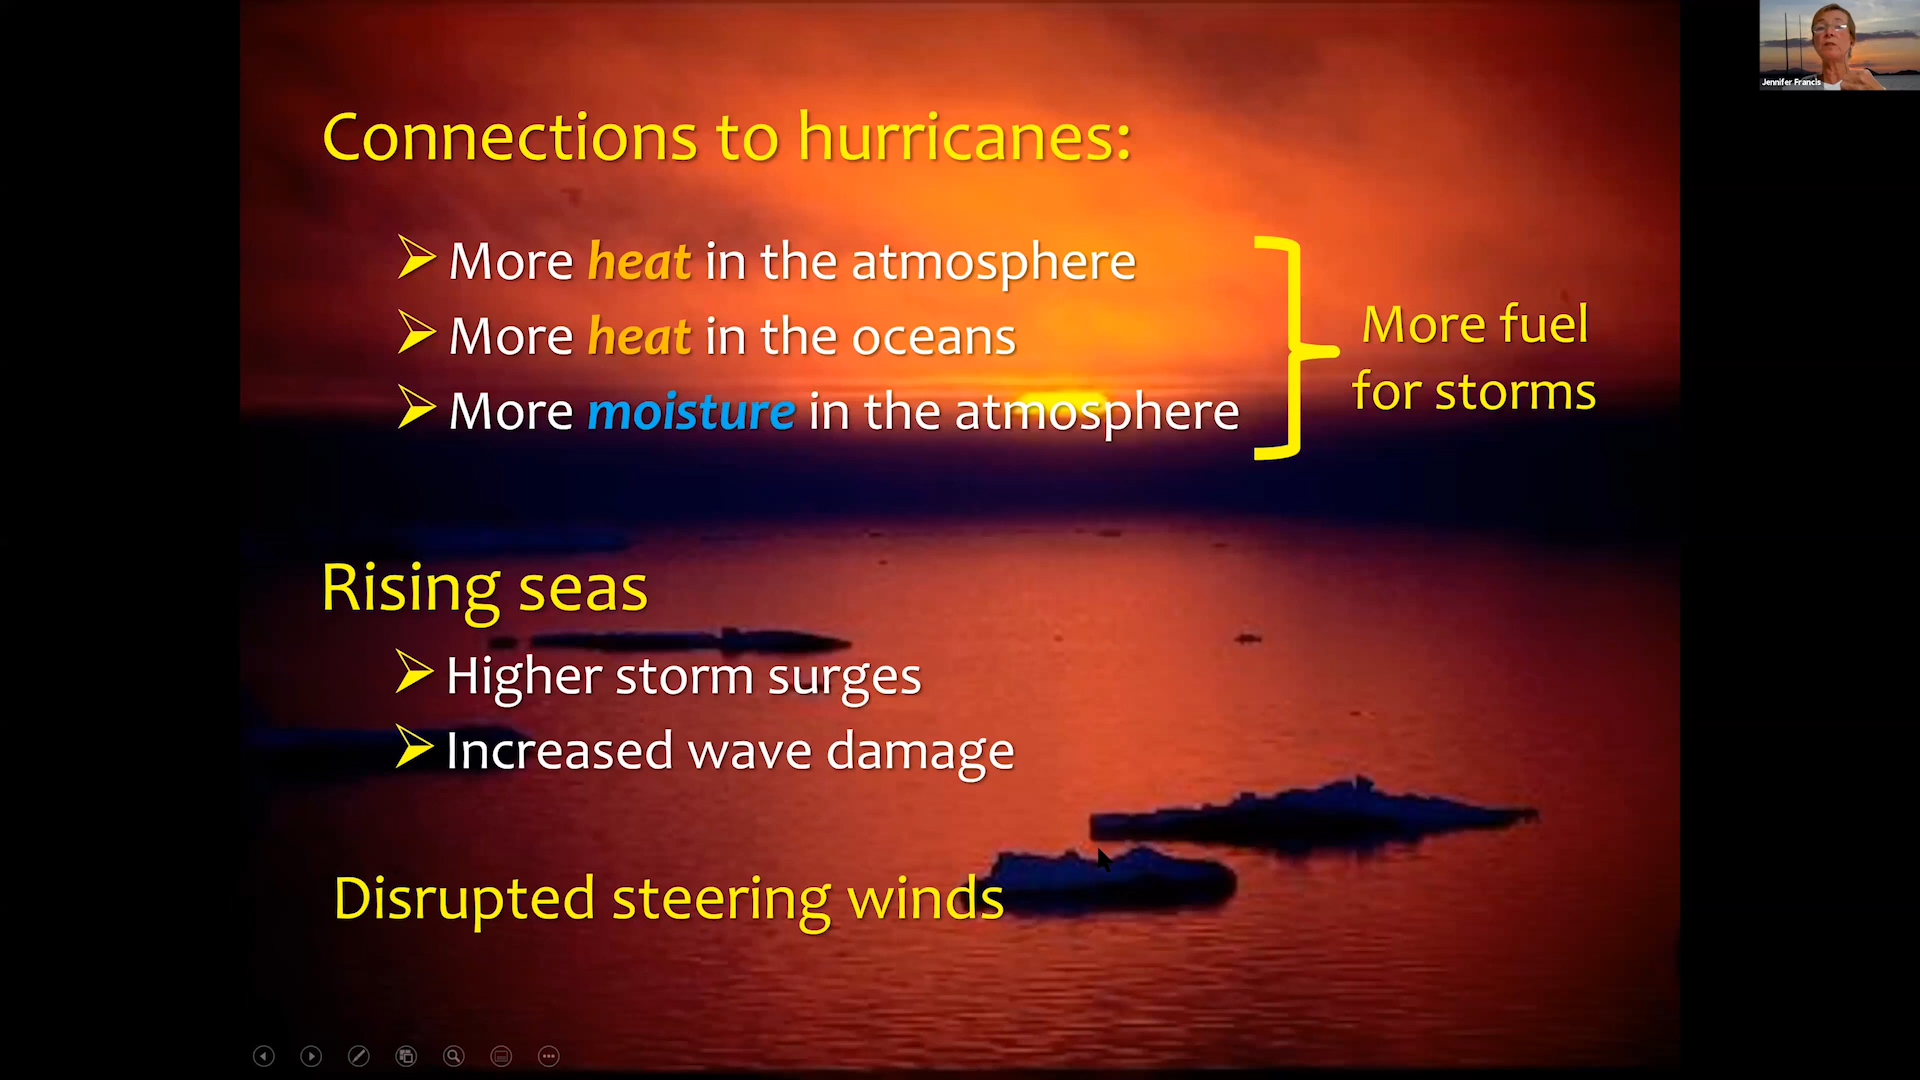 Connections to hurricanes:
More heat in the atmosphere
More heat in the oceans
More moisture in the atmosphere
More fuel
for storms
Rising seas
Higher storm surges
Increased wave damage
Disrupted steering winds
Jennifer Francis